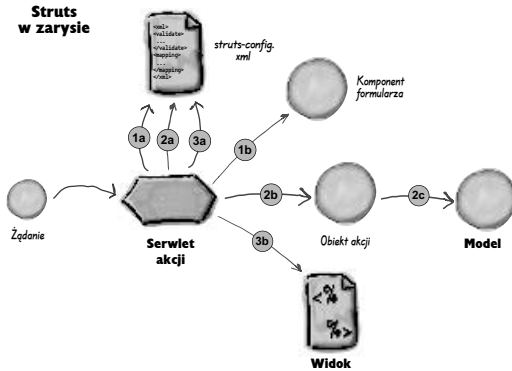 Struts
w zarysie
<xml>
<validate>
...
</validate>
<mapping>
...
</mapping>
</xml>
struts-config.
xml
Komponent
formularza
1a
2a
3a
1b
Żądanie
Serwlet
akcji
2b
Obiekt akcji
2c
Model
3b
<%
%>
Widok